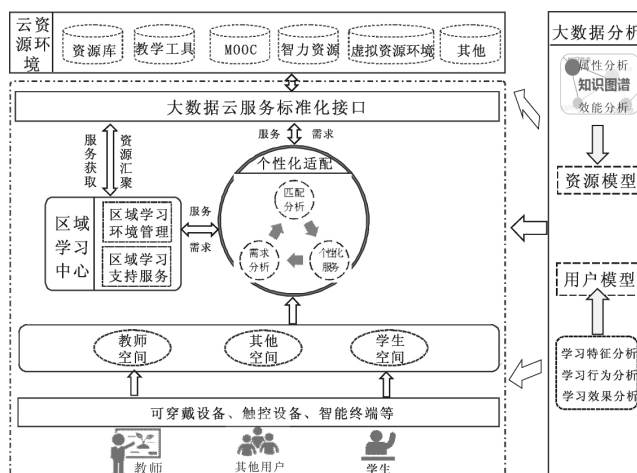 云资
源环境
资源库
教学工具
MOOC
智力资源
虚拟资源环境
其他
大数据分析
属性分析
知识图谱
效能分析
资源模型
用户模型
学习特征分析
学习行为分析
学习效果分析
大数据云服务标准化接口
服务获取
资源汇聚
服务
需求
个性化适配
匹配
分析
需求
分析
个性化
服务
区域
学习
中心
区域学习
环境管理
区域学习
支持服务
服务
需求
教师
空间
其他
空间
学生
空间
可穿戴设备、触控设备、智能终端等
教师
其他用户
学生